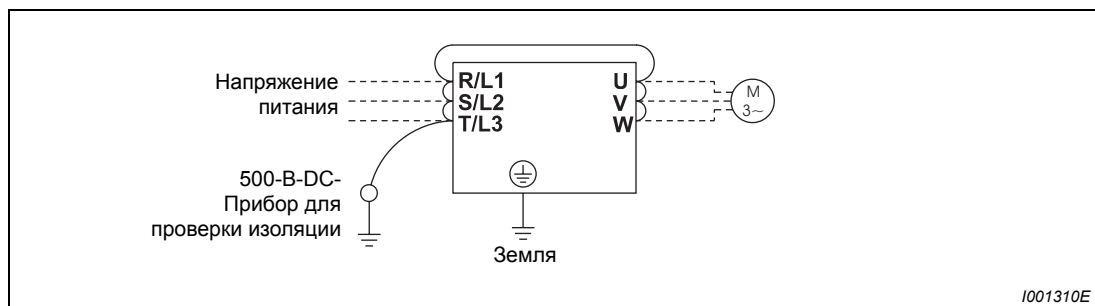 Напряжение
питания
R/L1
S/L2
T/L3
U
V
W
M
3~
500-В-DC-
Прибор для
проверки изоляции
Земля
I001310E